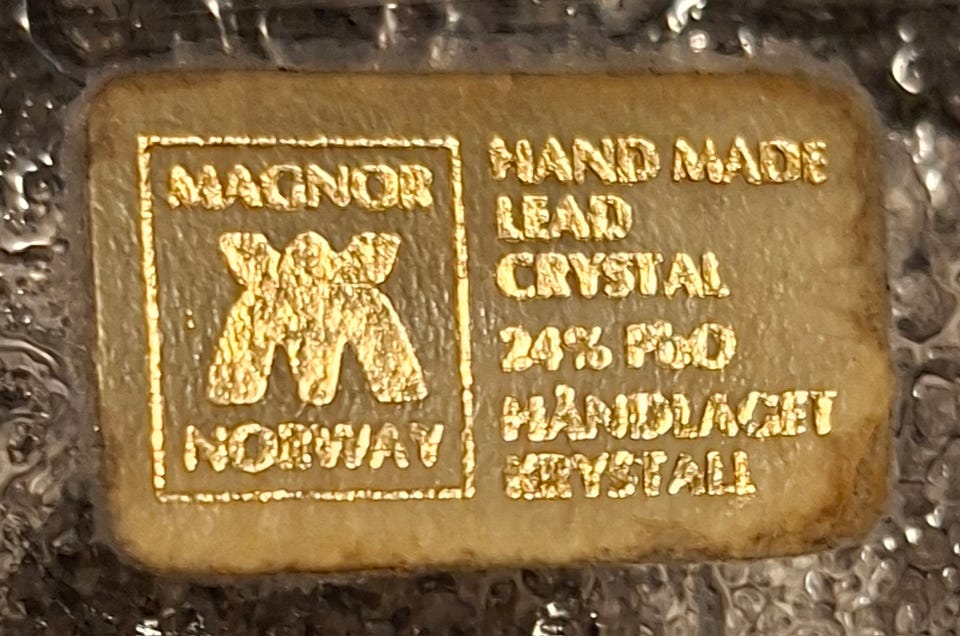 MAGNOR
NORWAY
HAND MADE
LEAD
CRYSTAL
24% PbO
HÅNDLAGET
KRYSTALL